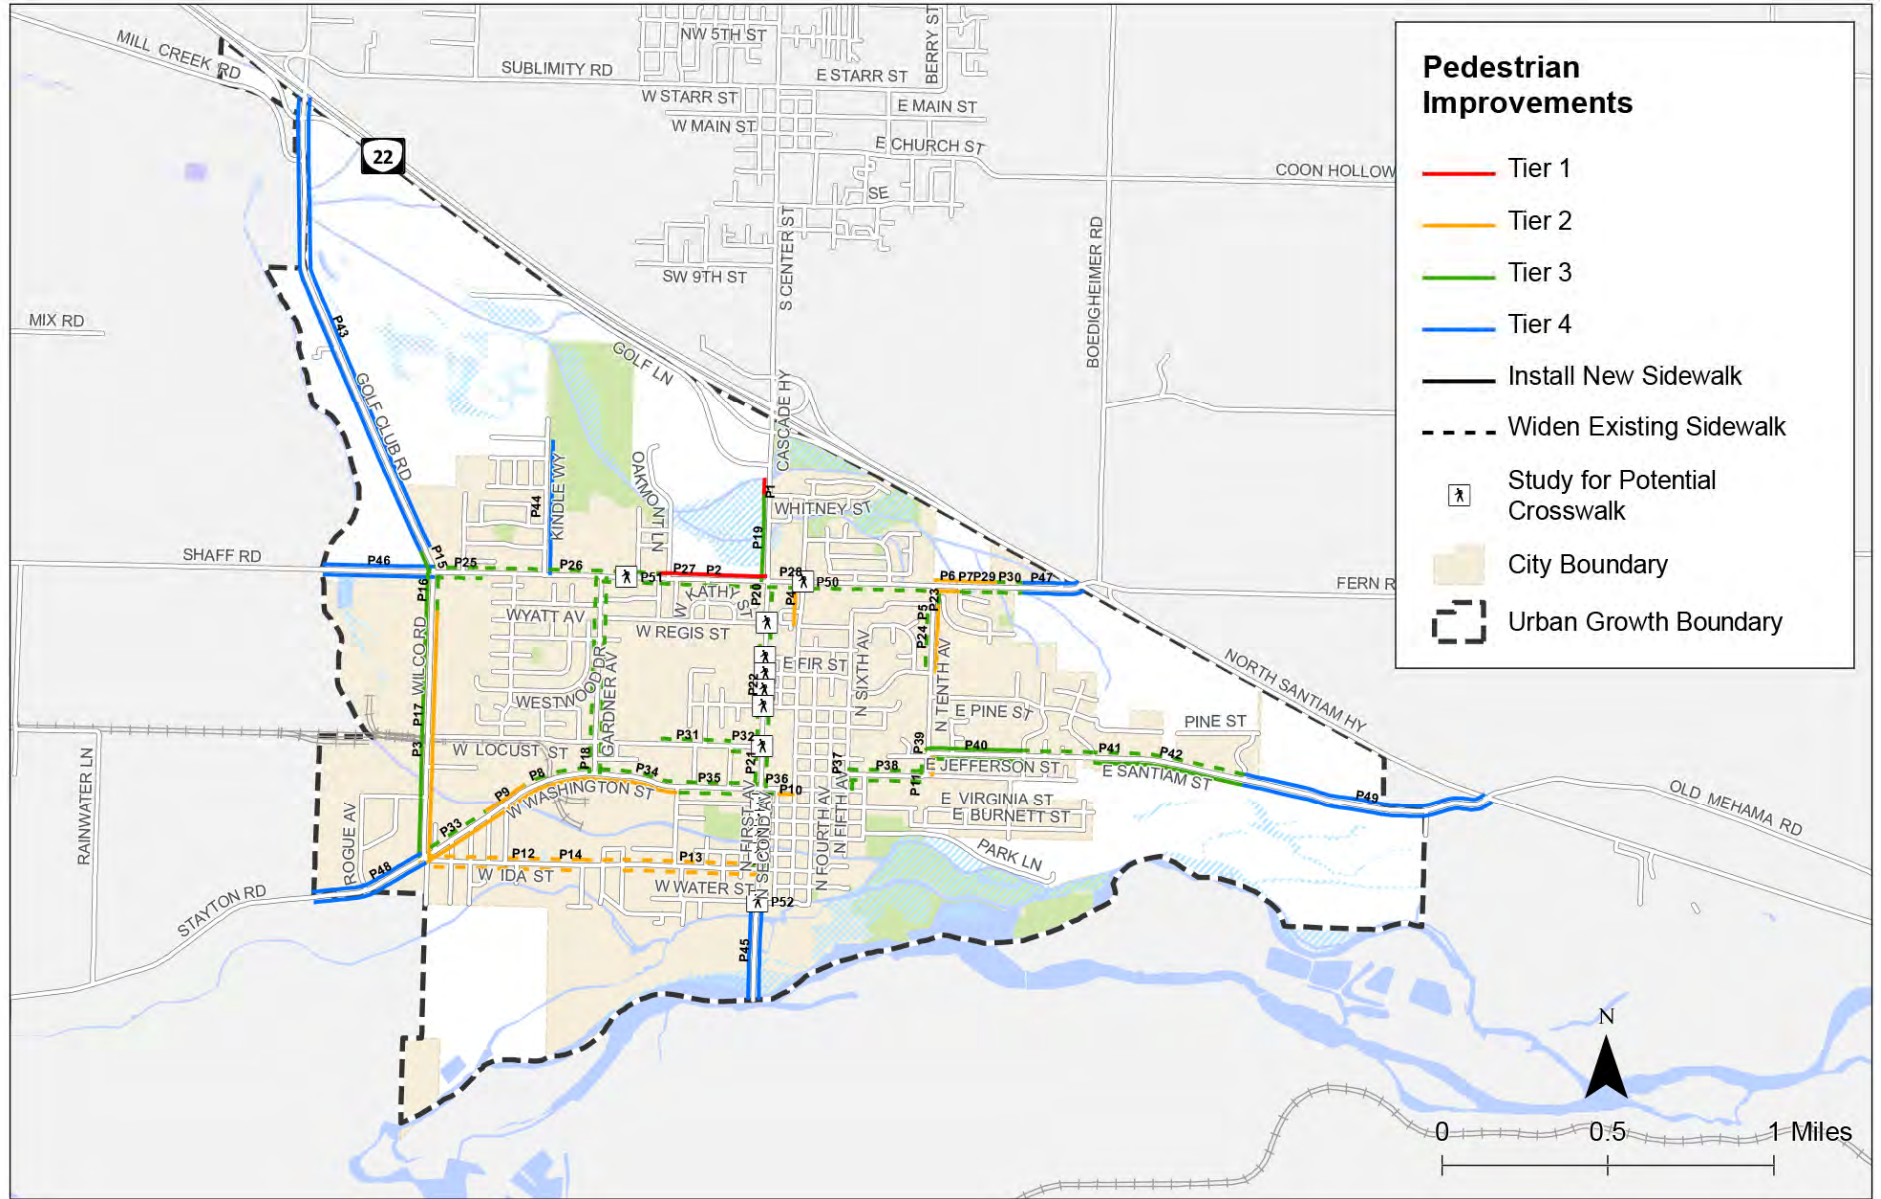 NW 5TH ST
BERRY ST
MILL CREEK RD
SUBLIMITY RD
E STARR ST
W STARR ST
E MAIN ST
W MAIN ST
E CHURCH ST
22
COON HOLLOW
SE
S CENTER ST
BOEDIGHEIMER RD
SW 9TH ST
MIX RD
P43
GOLF LN
GOLF CLUB RD
CASCADE HY
OAKMONT LN
KINDLE WY
P44
P1
WHITNEY ST
P19
SHAFF RD
P46
P15
P25
P26
P51
P27
P2
P28
P50
P6
P7
P29
P30
P47
FERN R
P16
P20
P4
P23
W KATHY ST
WYATT AV
W REGIS ST
P5
P24
WILCO RD
E FIR ST
N SIXTH AV
N TENTH AV
NORTH SANTIAM HY
WESTWOOD DR
GARDNER AV
P22
P17
E PINE ST
PINE ST
P3
W LOCUST ST
P31
P32
P39
P40
P41
P42
P18
P21
P37
P38
E JEFFERSON ST
E SANTIAM ST
P8
P34
P35
P36
P10
P11
P9
W WASHINGTON ST
E VIRGINIA ST
E BURNETT ST
P49
OLD MEHAMA RD
RAINWATER LN
ROGUE AV
P33
N FIRST AV
N SECOND AV
N FOURTH AV
N FIFTH AV
P12
P14
P13
PARK LN
P48
W IDA ST
W WATER ST
P52
STAYTON RD
P45
Pedestrian
Improvements
Tier 1
Tier 2
Tier 3
Tier 4
Install New Sidewalk
Widen Existing Sidewalk
Study for Potential
Crosswalk
City Boundary
Urban Growth Boundary
N
0 0.5 1 Miles